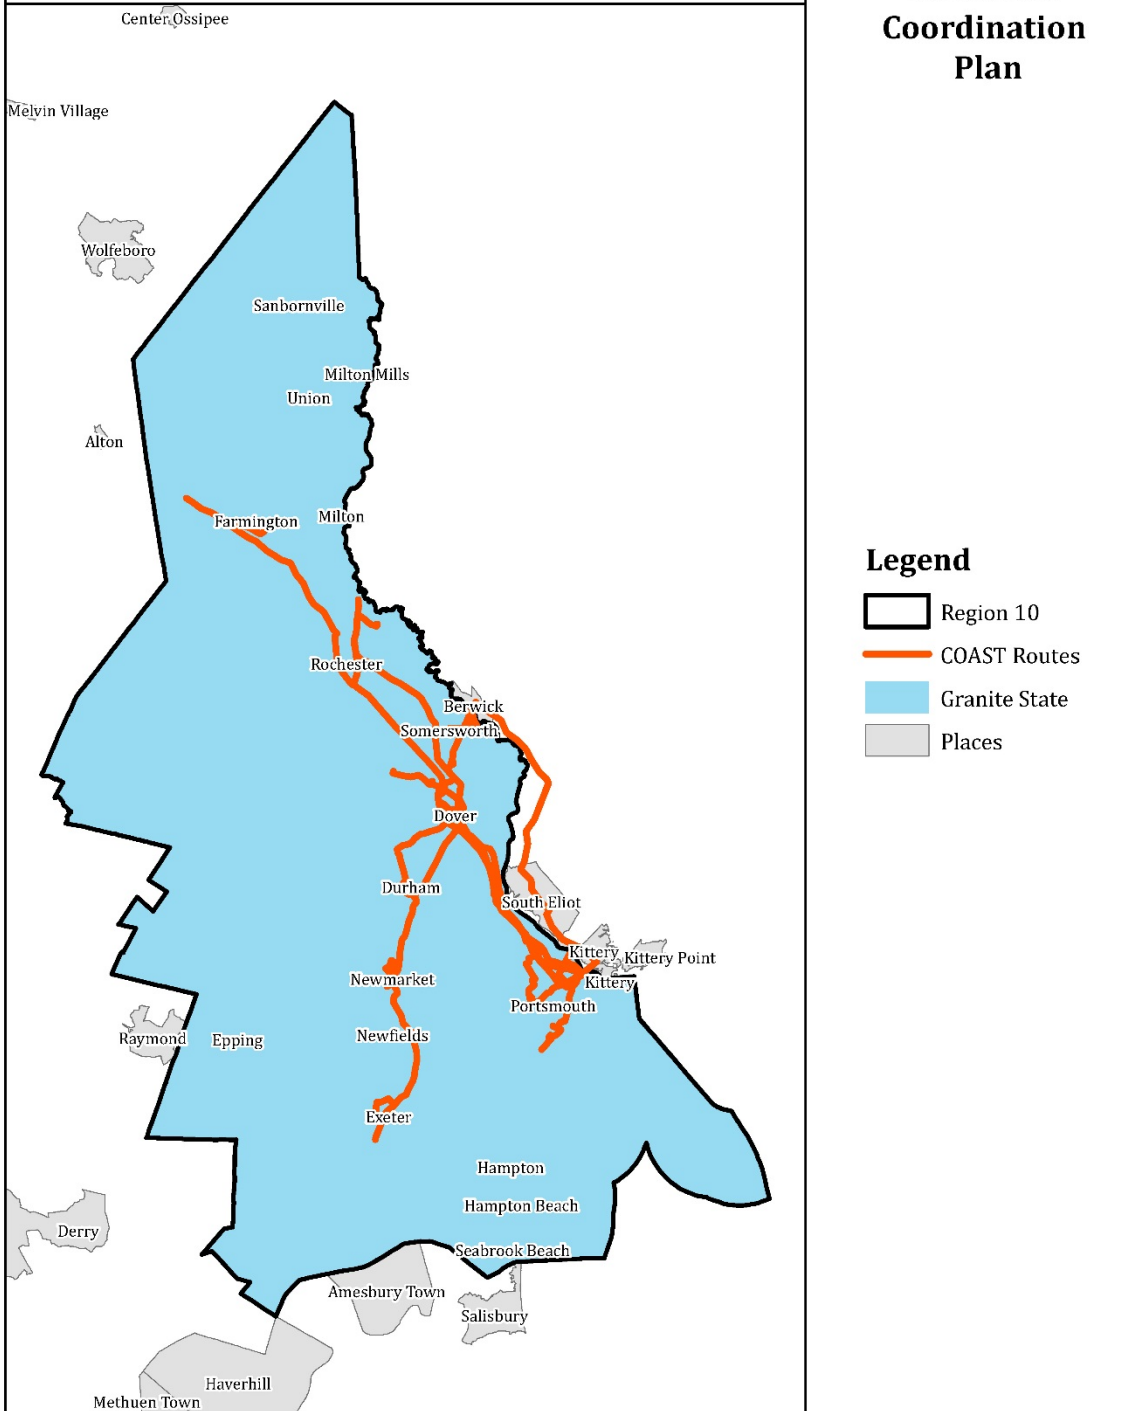 Coordination
Plan
Center Ossipee
Melvin Village
Wolfeboro
Sanbornville
Milton Mills
Union
Alton
Farmington
Milton
Legend
Region 10
COAST Routes
Granite State
Places
Rochester
Berwick
Somersworth
Dover
Durham
South Eliot
Kittery
Kittery Point
Newmarket
Kittery
Portsmouth
Newfields
Raymond
Epping
Exeter
Hampton
Hampton Beach
Derry
Seabrook Beach
Amesbury Town
Salisbury
Haverhill
Methuen Town